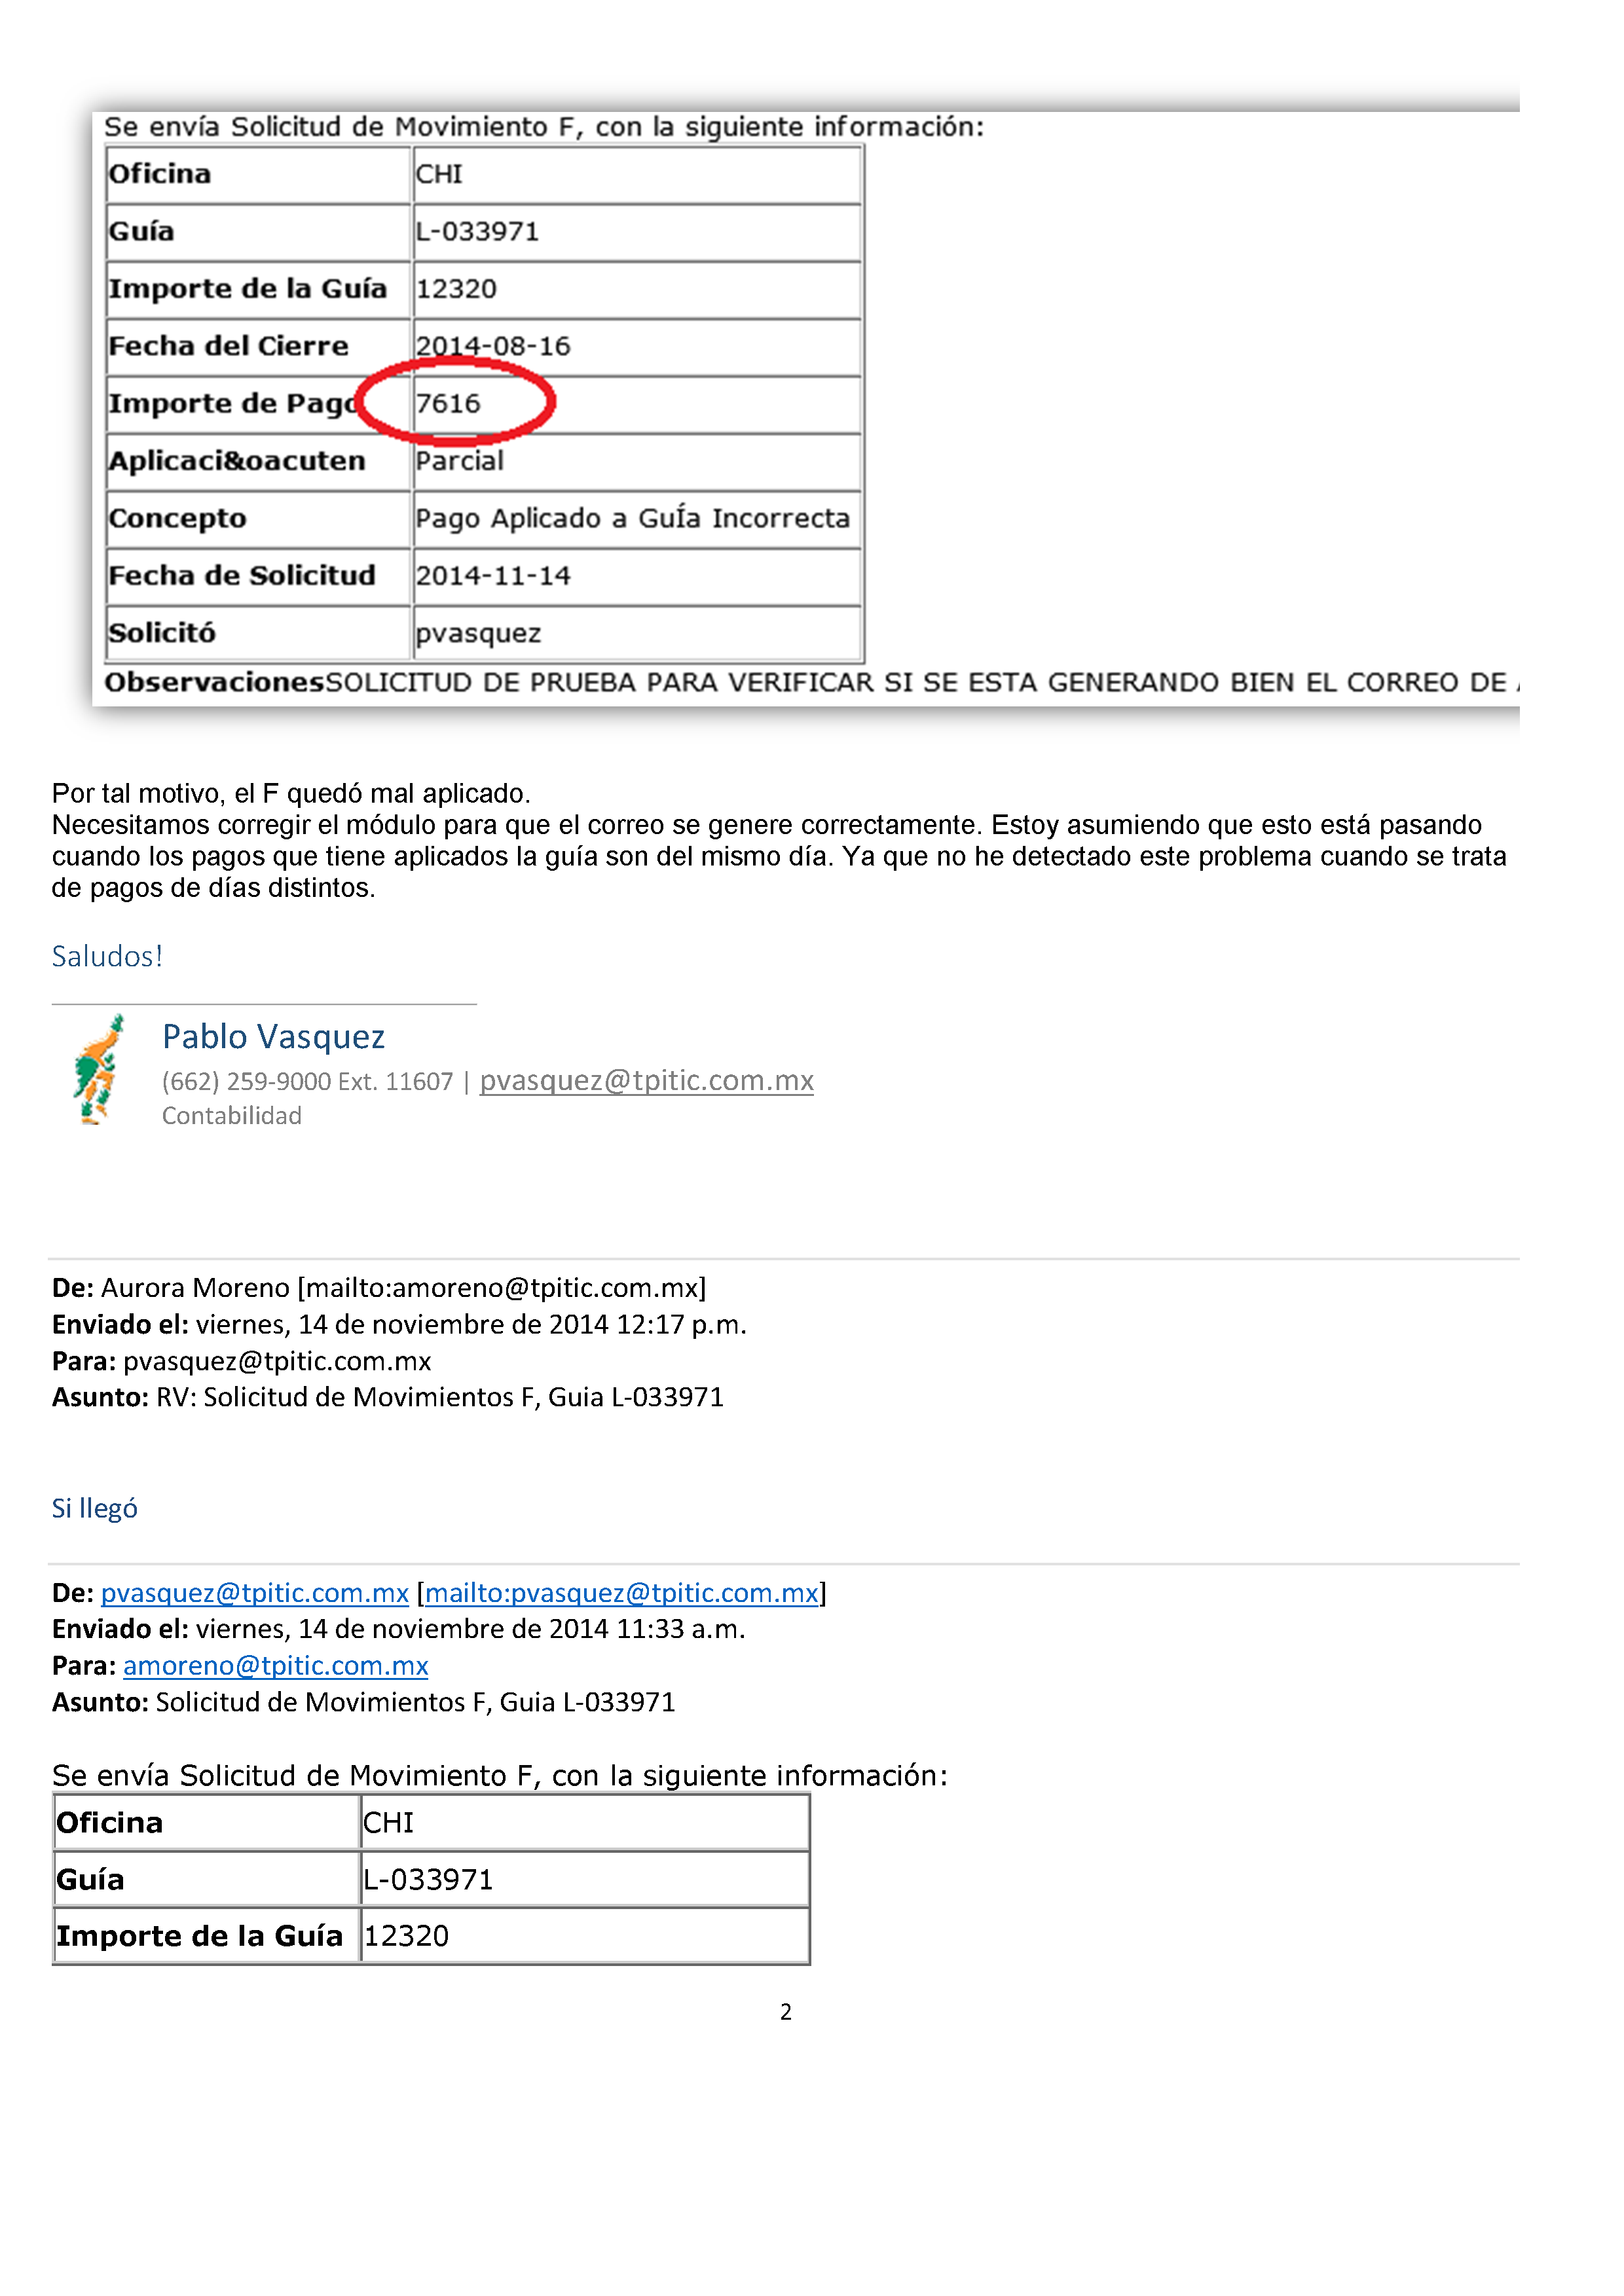 Se envía Solicitud de Movimiento F, con la siguiente información:
Oficina CHI
Guía L-033971
Importe de la Guía 12320
Fecha del Cierre 2014-08-16
Importe de Pago 7616
Aplicaci&oacuten Parcial
Concepto Pago Aplicado a Guía Incorrecta
Fecha de Solicitud 2014-11-14
Solicitó pvasquez
ObservacionesSOLICITUD DE PRUEBA PARA VERIFICAR SI SE ESTA GENERANDO BIEN EL CORREO DE
Por tal motivo, el F quedó mal aplicado.
Necesitamos corregir el módulo para que el correo se genere correctamente. Estoy asumiendo que esto está pasando
cuando los pagos que tiene aplicados la guía son del mismo día. Ya que no he detectado este problema cuando se trata
de pagos de días distintos.
Saludos!
Pablo Vasquez
(662) 259-9000 Ext. 11607 | pvasquez@tpitic.com.mx
Contabilidad
De: Aurora Moreno [mailto:amoreno@tpitic.com.mx]
Enviado el: viernes, 14 de noviembre de 2014 12:17 p.m.
Para: pvasquez@tpitic.com.mx
Asunto: RV: Solicitud de Movimientos F, Guia L-033971
Si llegó
De: pvasquez@tpitic.com.mx [mailto:pvasquez@tpitic.com.mx]
Enviado el: viernes, 14 de noviembre de 2014 11:33 a.m.
Para: amoreno@tpitic.com.mx
Asunto: Solicitud de Movimientos F, Guia L-033971
Se envía Solicitud de Movimiento F, con la siguiente información:
Oficina CHI
Guía L-033971
Importe de la Guía 12320
2